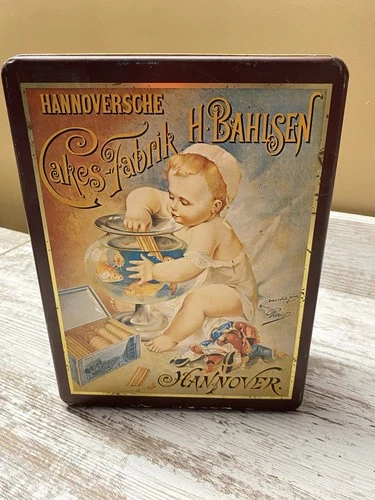 HANNOVERSCHE
H. BAHLSEN
Cakes-Fabrik
HANNOVER.